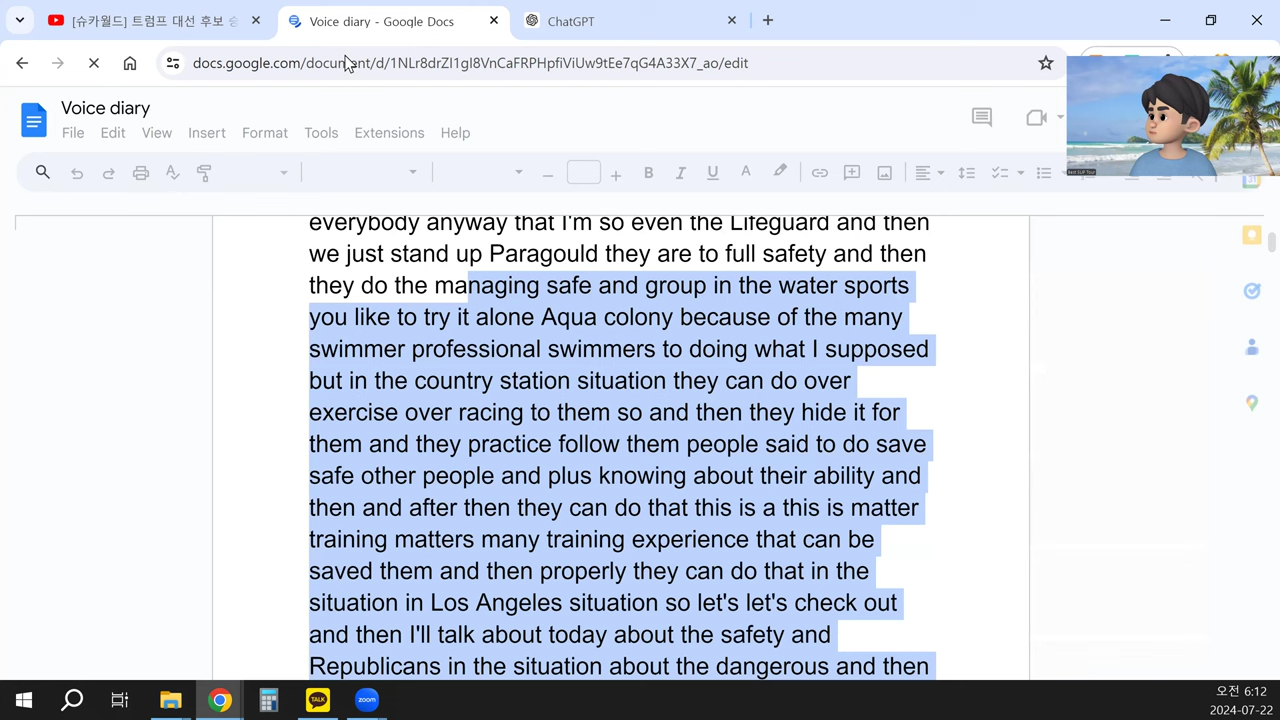 [슈카월드] 트럼프 대선 후보
Voice diary - Google Docs
ChatGPT
docs.google.com/document/d/1NLr8drZI1gt8VnCaFRPHpfiViUw9tEe7qG4A33X7_ao/edit
Voice diary
File Edit View Insert Format Tools Extensions Help
everybody anyway that I'm so even the Lifeguard and then
we just stand up Paragould they are to full safety and then
they do the managing safe and group in the water sports
you like to try it alone Aqua colony because of the many
swimmer professional swimmers to doing what I supposed
but in the country station situation they can do over
exercise over racing to them so and then they hide it for
them and they practice follow them people said to do save
safe other people and plus knowing about their ability and
then and after then they can do that this is a this is matter
training matters many training experience that can be
saved them and then properly they can do that in the
situation in Los Angeles situation so let's let's check out
and then I'll talk about today about the safety and
Republicans in the situation about the dangerous and then
TALK
zoom
오전 6:12
2024-07-22